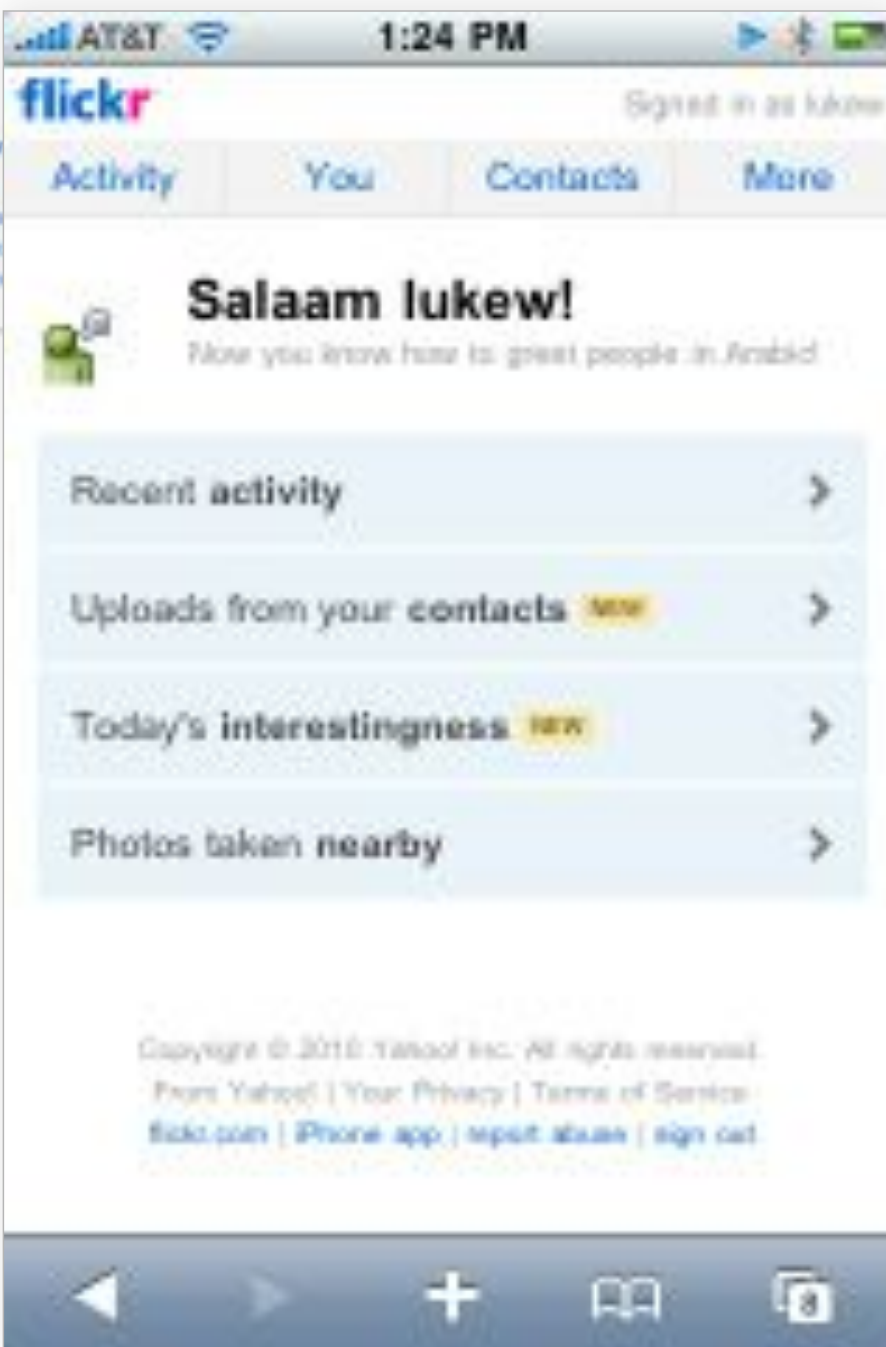 AT&T 1:24 PM
flickr Signed in as lukew
Activity You Contacts More
Salaam lukew!
Now you know how to greet people in Arabic!
Recent activity
Uploads from your contacts NEW
Today's interestingness NEW
Photos taken nearby
Copyright © 2010 Yahoo! Inc. All rights reserved.
From Yahoo! | Your Privacy | Terms of Service
flickr.com | iPhone app | report abuse | sign out
8